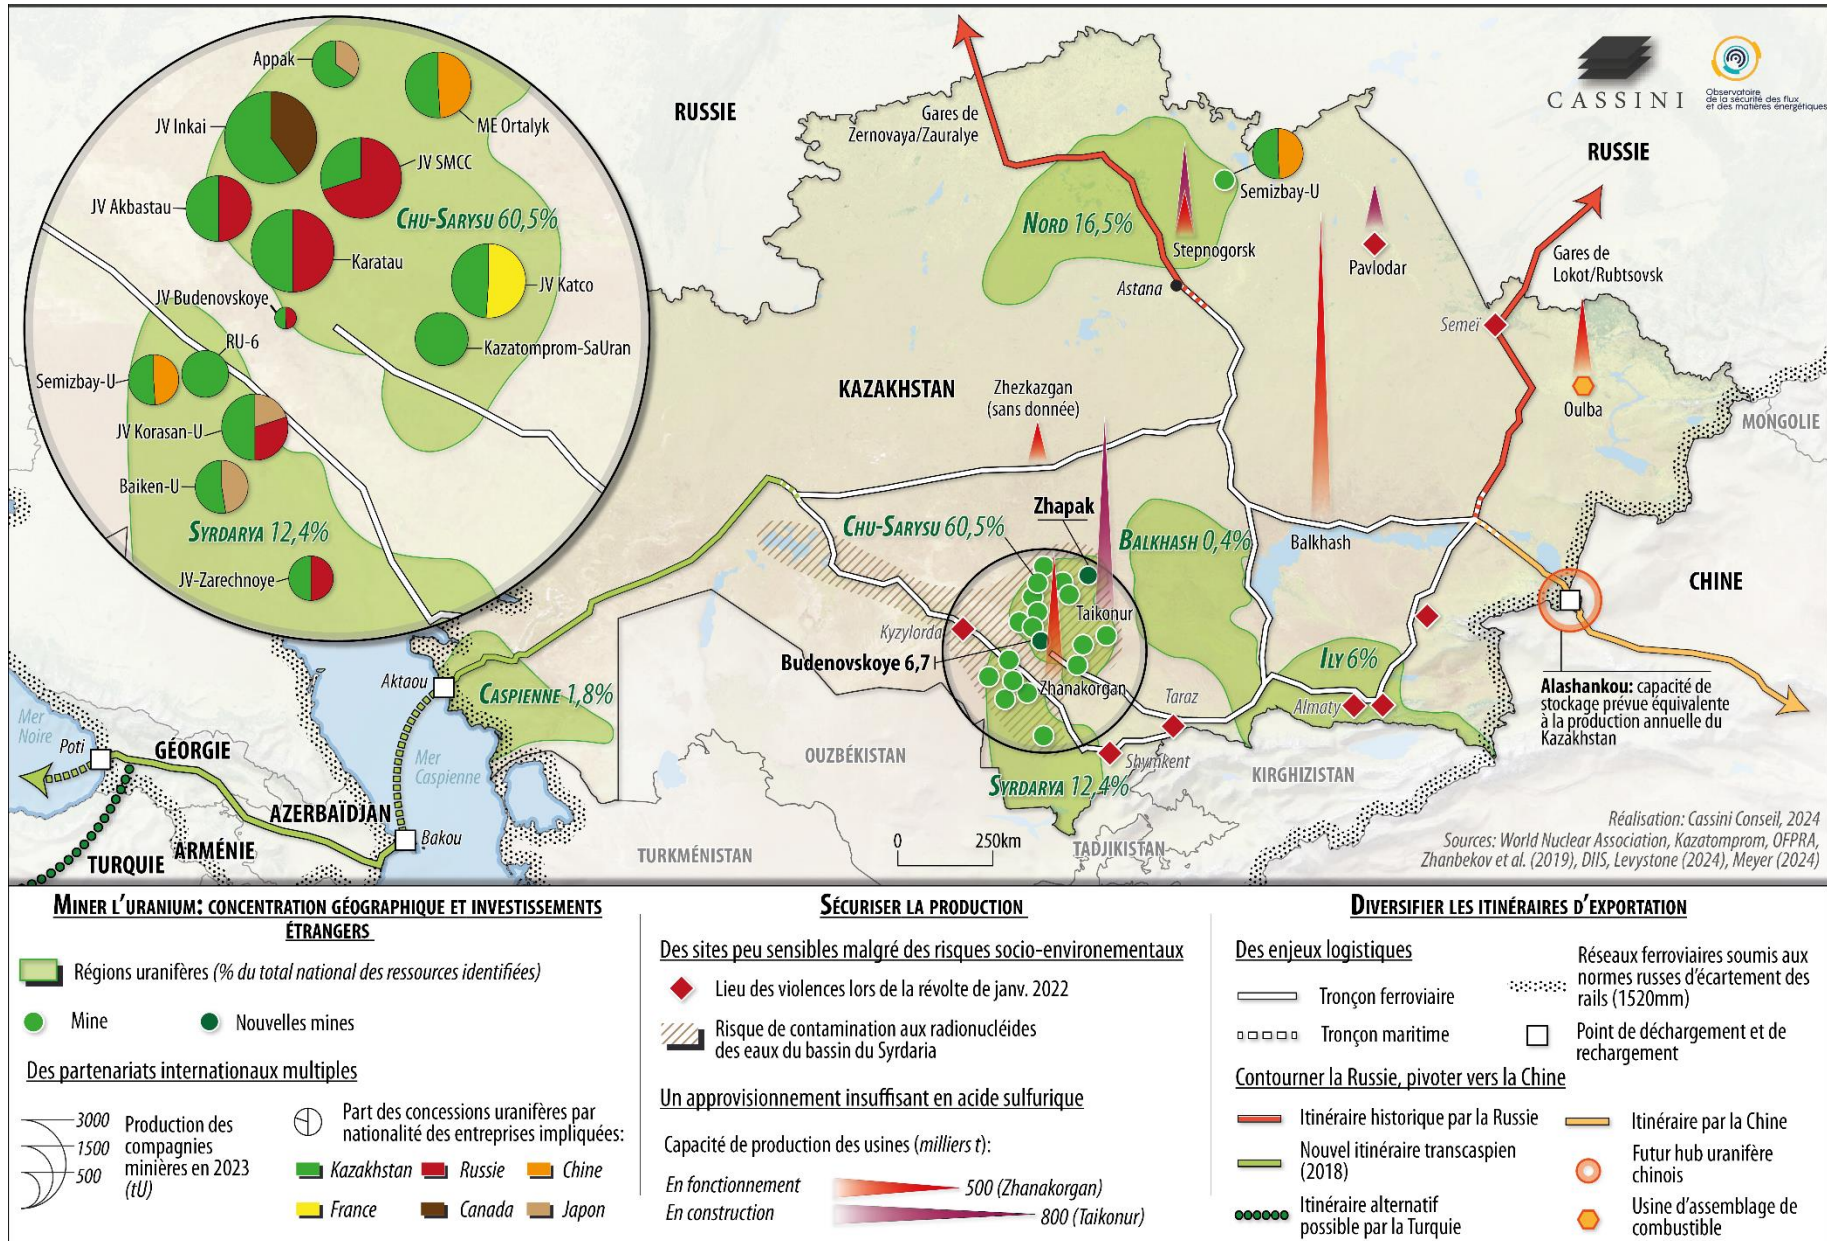 CASSINI
Observatoire
de la sécurité des flux
et des matières énergétiques
RUSSIE
RUSSIE
Gares de
Zernovaya/Zauralye
Appak
ME Ortalyk
JV Inkai
JV SMCC
JV Akbastau
CHU-SARYSU 60,5%
Karatau
JV Katco
JV Budenovskoye
RU-6
Kazatomprom-SaUran
Semizbay-U
JV Korasan-U
Baiken-U
SYRDARYA 12,4%
JV-Zarechnoye
Semizbay-U
NORD 16,5%
Stepnogorsk
Pavlodar
Astana
Gares de
Lokot/Rubtsovsk
Semeï
Oulba
MONGOLIE
KAZAKHSTAN
Zhezkazgan
(sans donnée)
Zhapak
CHU-SARYSU 60,5%
BALKHASH 0,4%
Balkhash
CHINE
Taikonur
Kyzylorda
Budenovskoye 6,7
Zhanakorgan
Taraz
ILY 6%
Almaty
Shymkent
Alashankou: capacité de
stockage prévue équivalente
à la production annuelle du
Kazakhstan
Aktaou
CASPIENNE 1,8%
Mer
Noire
Poti
GÉORGIE
Mer
Caspienne
AZERBAÏDJAN
Bakou
ARMÉNIE
TURQUIE
OUZBÉKISTAN
KIRGHIZISTAN
SYRDARYA 12,4%
TURKMÉNISTAN
TADJIKISTAN
0 250km
Réalisation: Cassini Conseil, 2024
Sources: World Nuclear Association, Kazatomprom, OFPRA,
Zhanbekov et al. (2019), DIIS, Levystone (2024), Meyer (2024)
MINER L'URANIUM: CONCENTRATION GÉOGRAPHIQUE ET INVESTISSEMENTS
ÉTRANGERS
Régions uranifères (% du total national des ressources identifiées)
Mine
Nouvelles mines
Des partenariats internationaux multiples
3000
1500
500
Production des
compagnies
minières en 2023
(tU)
Part des concessions uranifères par
nationalité des entreprises impliquées:
Kazakhstan
Russie
Chine
France
Canada
Japon
SÉCURISER LA PRODUCTION
Des sites peu sensibles malgré des risques socio-environementaux
Lieu des violences lors de la révolte de janv. 2022
Risque de contamination aux radionucléides
des eaux du bassin du Syrdaria
Un approvisionnement insuffisant en acide sulfurique
Capacité de production des usines (milliers t):
En fonctionnement
500 (Zhanakorgan)
En construction
800 (Taikonur)
DIVERSIFIER LES ITINÉRAIRES D'EXPORTATION
Des enjeux logistiques
Tronçon ferroviaire
Tronçon maritime
Réseaux ferroviaires soumis aux
normes russes d'écartement des
rails (1520mm)
Point de déchargement et de
rechargement
Contourner la Russie, pivoter vers la Chine
Itinéraire historique par la Russie
Nouvel itinéraire transcaspien
(2018)
Itinéraire alternatif
possible par la Turquie
Itinéraire par la Chine
Futur hub uranifère
chinois
Usine d'assemblage de
combustible